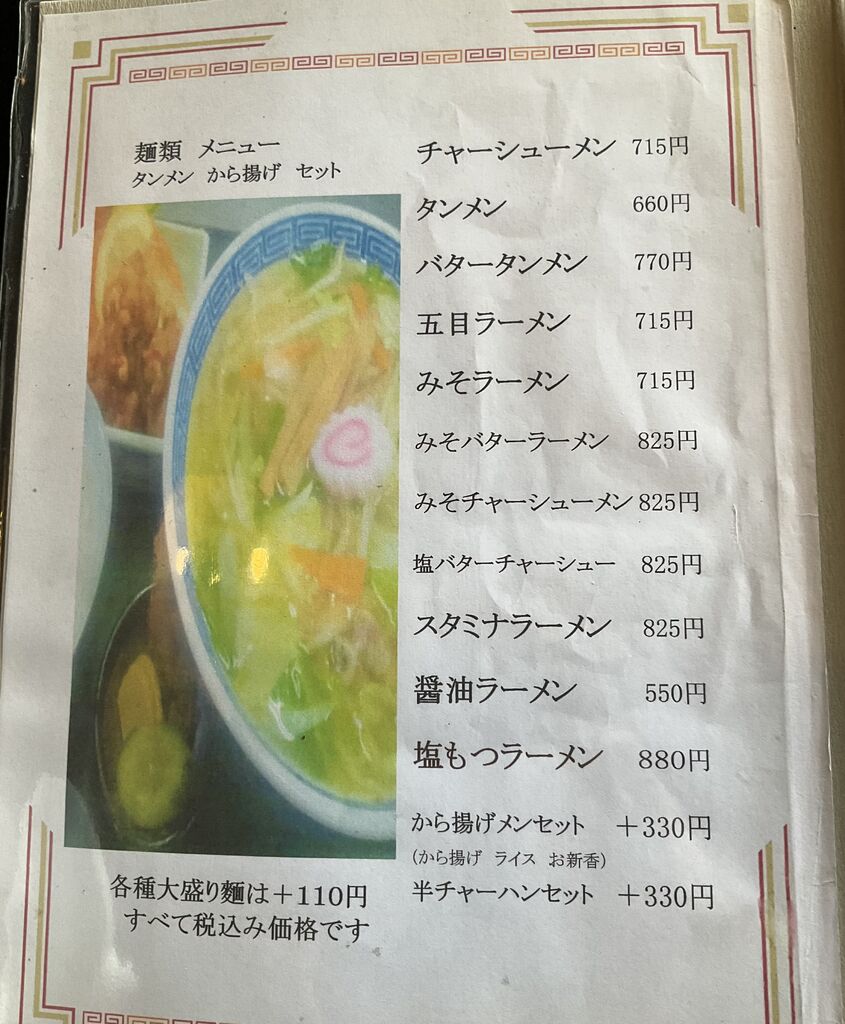 麺類 メニュー
タンメン から揚げ セット
チャーシューメン 715円
タンメン 660円
バタータンメン 770円
五目ラーメン 715円
みそラーメン 715円
みそバターラーメン 825円
みそチャーシューメン 825円
塩バターチャーシュー 825円
スタミナラーメン 825円
醤油ラーメン 550円
塩もつラーメン 880円
から揚げメンセット ＋330円
（から揚げ ライス お新香）
半チャーハンセット ＋330円
各種大盛り麺は＋110円
すべて税込み価格です